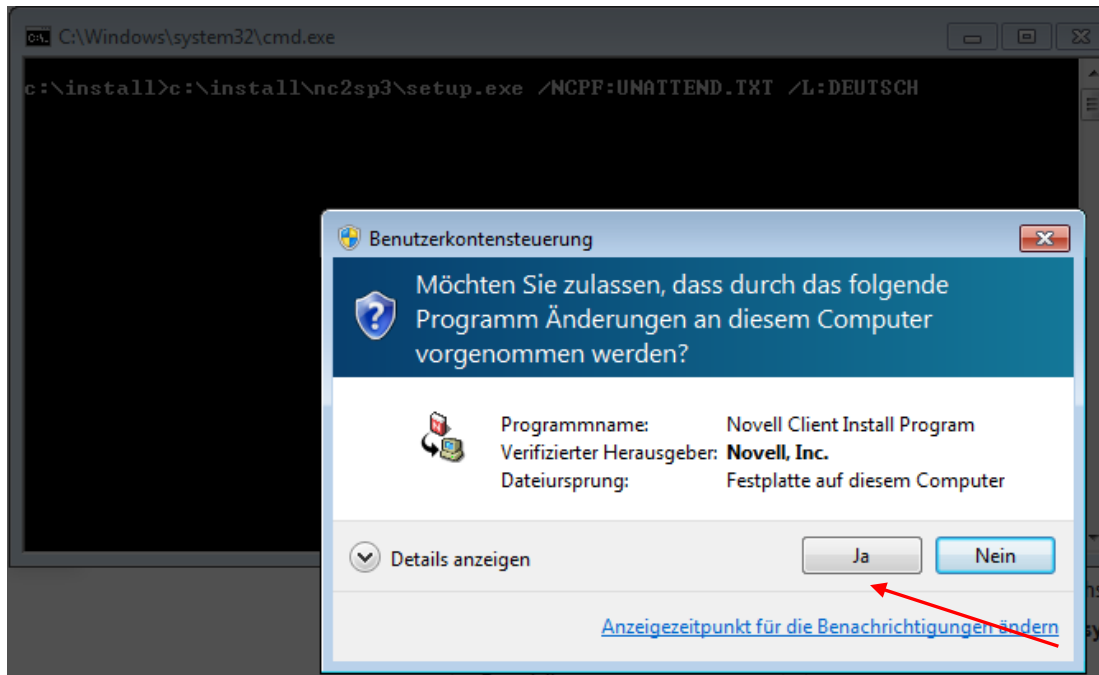 C:\Windows\system32\cmd.exe
c:\install>c:\install\nc2sp3\setup.exe /NCPF:UNATTEND.TXT /L:DEUTSCH
Benutzerkontensteuerung
Möchten Sie zulassen, dass durch das folgende
Programm Änderungen an diesem Computer
vorgenommen werden?
Programmname: Novell Client Install Program
Verifizierter Herausgeber: Novell, Inc.
Dateiursprung: Festplatte auf diesem Computer
Details anzeigen
Ja
Nein
Anzeigezeitpunkt für die Benachrichtigungen ändern